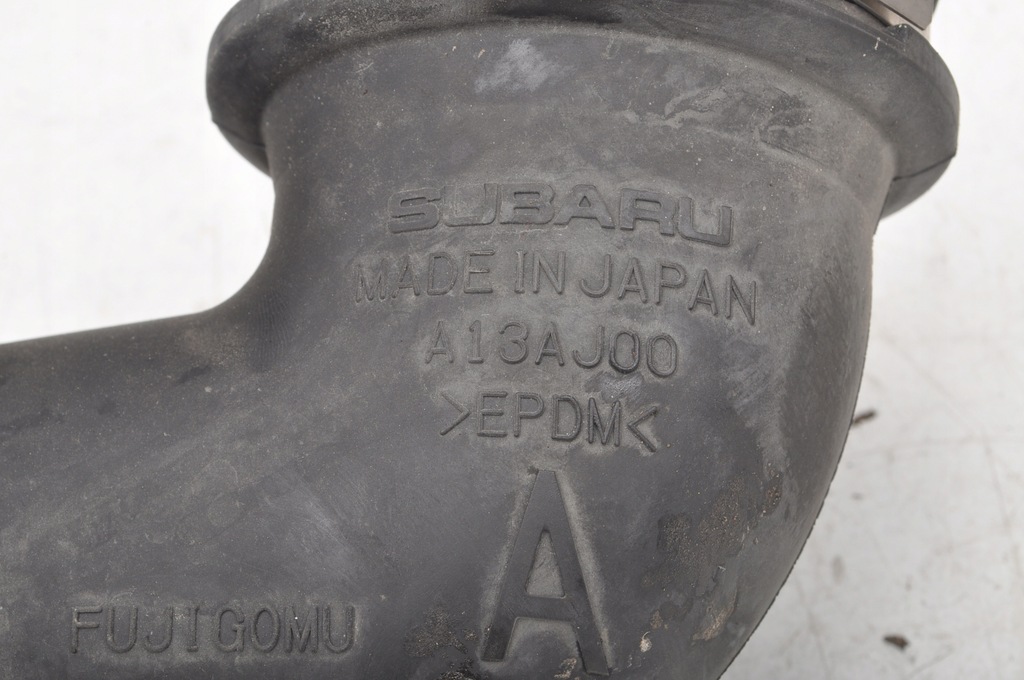 SUBARU
MADE IN JAPAN
A13AJ00
>EPDM<
A
FUJIGOMU